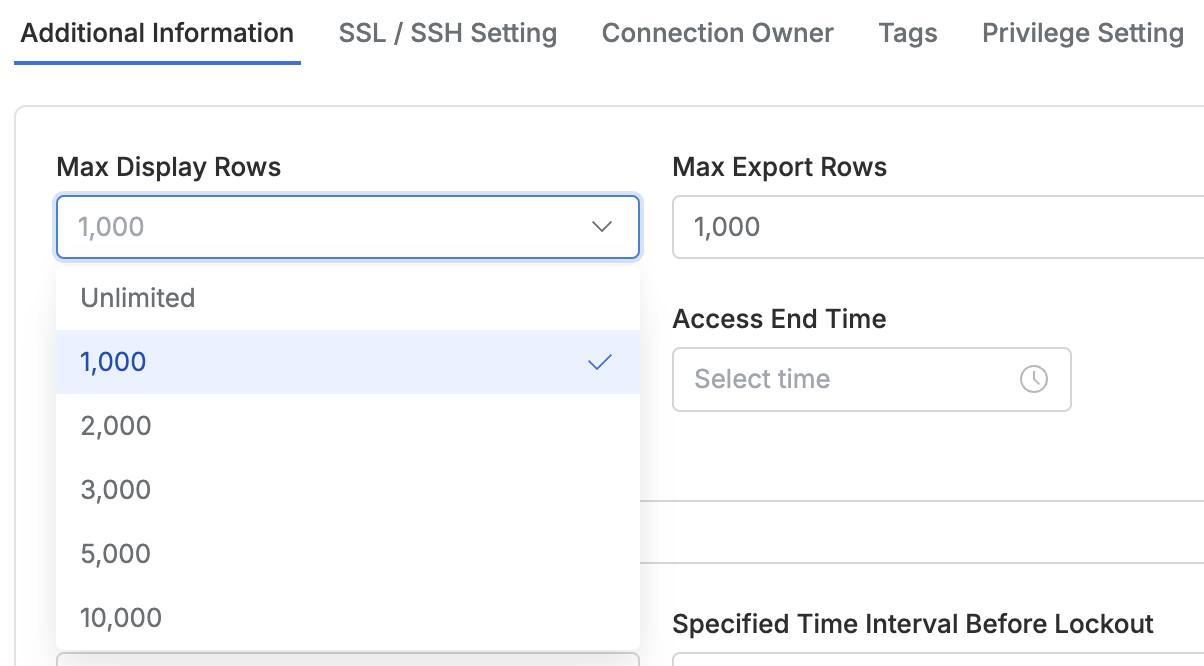 Additional Information SSL / SSH Setting Connection Owner Tags Privilege Setting
Max Display Rows Max Export Rows
1,000 1,000
Unlimited
Access End Time
1,000
Select time
2,000
3,000
5,000
10,000
Specified Time Interval Before Lockout